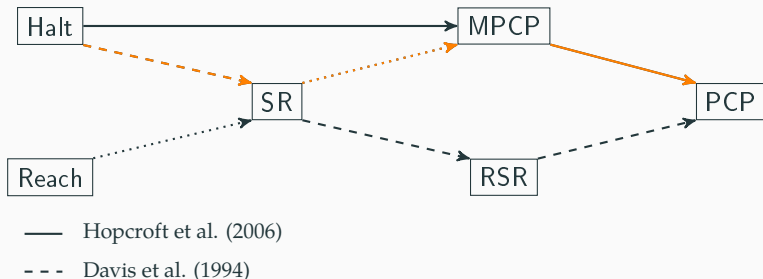 Halt MPCP
SR PCP
Reach RSR
Hopcroft et al. (2006)
Davis et al. (1994)